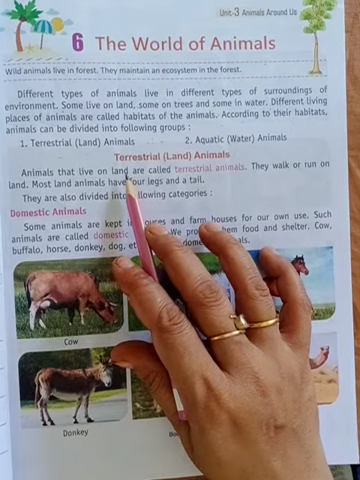 Unit-3 Animals Around Us
6 The World of Animals
Wild animals live in forest. They maintain an ecosystem in the forest.
Different types of animals live in different types of surroundings of
environment. Some live on land, some on trees and some in water. Different living
places of animals are called habitats of the animals. According to their habitats,
animals can be divided into following groups :
1. Terrestrial (Land) Animals 2. Aquatic (Water) Animals
Terrestrial (Land) Animals
Animals that live on land are called terrestrial animals. They walk or run on
land. Most land animals have four legs and a tail.
They are also divided into following categories :
Domestic Animals
Some animals are kept in and farm houses for our own use. Such
animals are called domestic We food and shelter. Cow,
buffalo, horse, donkey, dog,
Cow
Donkey